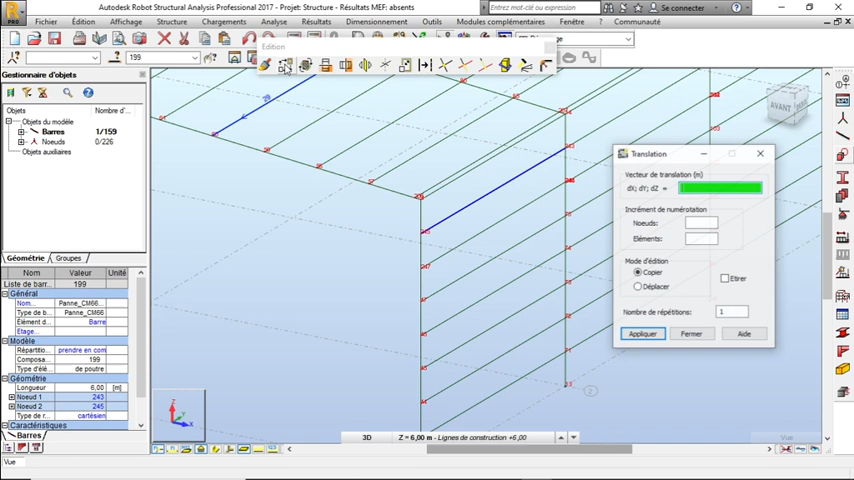 Autodesk Robot Structural Analysis Professional 2017 - Projet: Structure - Résultats MEF: absents
Entrez mot-clé ou expression
Se connecter
Fichier Edition Affichage Structure Chargements Analyse Résultats Dimensionnement Outils Modules complémentaires Fenêtre ? Communauté
Edition
199
Gestionnaire d'objets
Objets Nombre d'...
Objets du modèle
Barres 1/159
Noeuds 0/226
Objets auxiliaires
Géométrie Groupes
Nom Valeur Unité
Liste de barr... 199
Général
Nom... Panne_CM66...
Type de b... Panne_CM66
Élément d... Barre
Etage...
Modèle
Répartitio... prendre en com
Composa... 199
Type d'élé... de poutre
Géométrie
Longueur 6,00 [m]
Noeud 1 243
Noeud 2 245
Type de r... cartésien
Caractéristiques
Barres
Vue
AVANT
Translation
Vecteur de translation (m)
dX; dY; dZ =
Incrément de numérotation
Noeuds:
Eléments:
Mode d'édition
Copier
Déplacer
Etirer
Nombre de répétitions: 1
Appliquer Fermer Aide
2
Z
Y
X
3D Z = 6,00 m - Lignes de construction +6,00
Vue